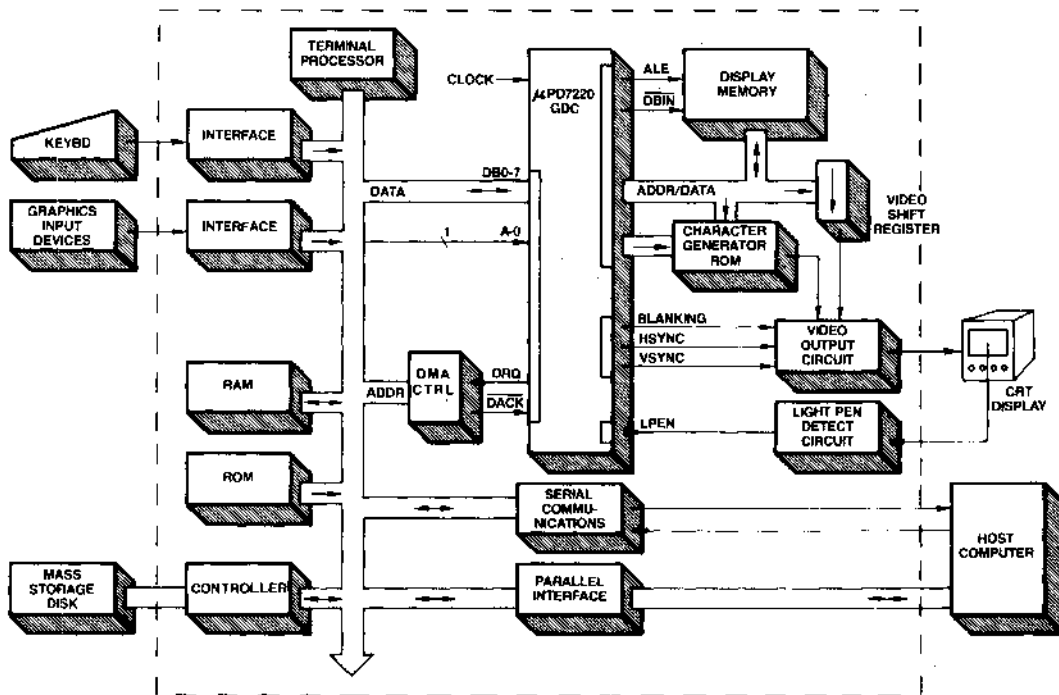 TERMINAL
PROCESSOR
CLOCK
µPD7220
GDC
ALE
DBIN
DISPLAY
MEMORY
KEYBD
INTERFACE
DB0-7
DATA
ADDR/DATA
VIDEO
SHIFT
REGISTER
GRAPHICS
INPUT
DEVICES
INTERFACE
1
A-0
CHARACTER
GENERATOR
ROM
BLANKING
HSYNC
VSYNC
VIDEO
OUTPUT
CIRCUIT
CRT
DISPLAY
RAM
ADDR
DMA
CTRL
DRQ
DACK
LPEN
LIGHT PEN
DETECT
CIRCUIT
ROM
SERIAL
COMMU-
NICATIONS
HOST
COMPUTER
MASS
STORAGE
DISK
CONTROLLER
PARALLEL
INTERFACE